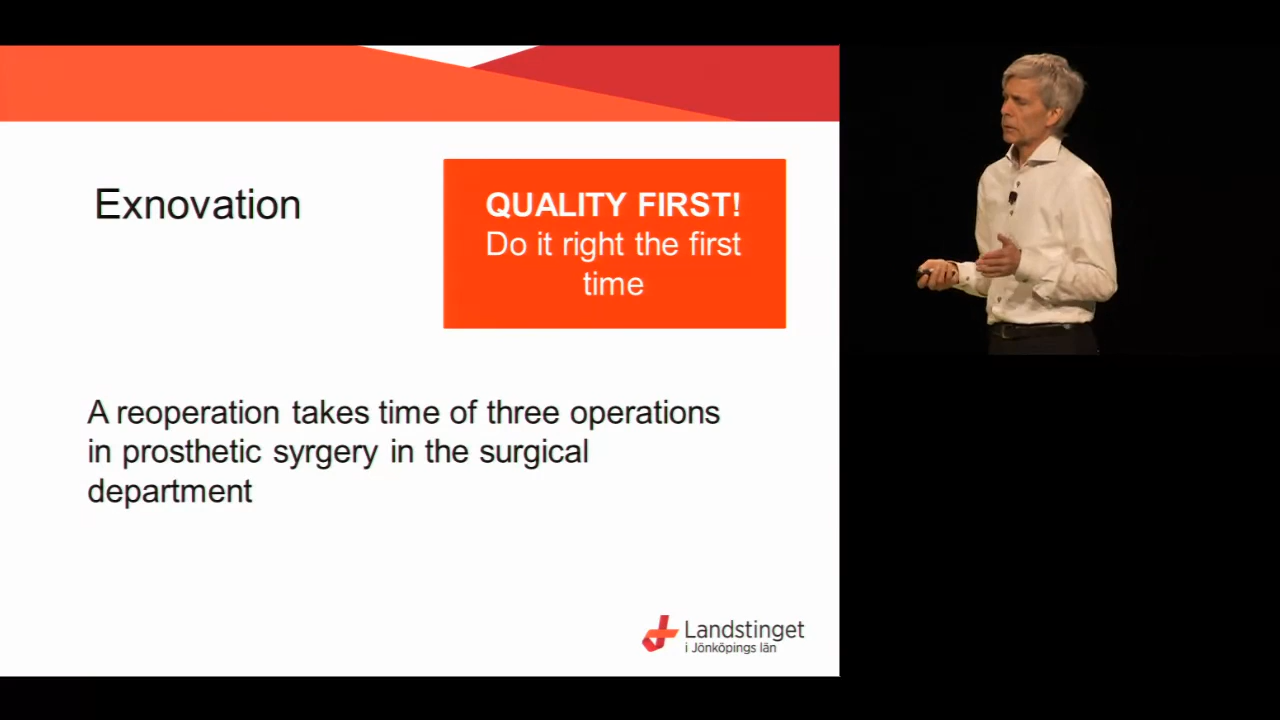 Exnovation
QUALITY FIRST!
Do it right the first
time
A reoperation takes time of three operations
in prosthetic syrgery in the surgical
department
Landstinget
i Jönköpings län